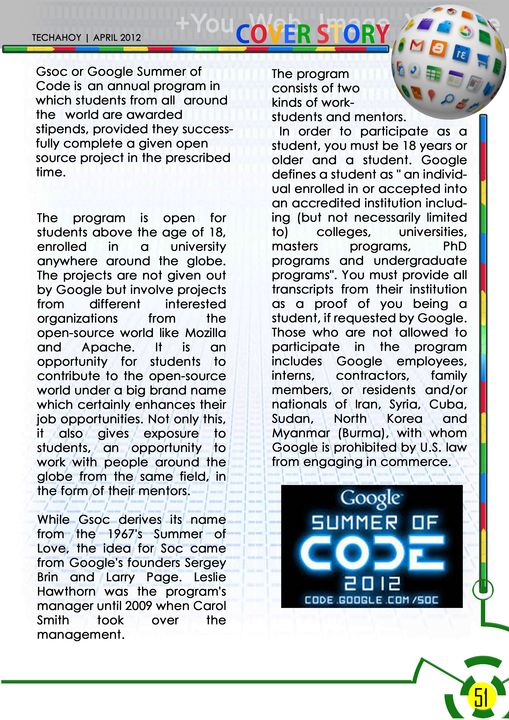 +You Web Image
TECHAHOY | APRIL 2012
COVER STORY
Gsoc or Google Summer of
Code is an annual program in
which students from all around
the world are awarded
stipends, provided they success-
fully complete a given open
source project in the prescribed
time.
The program is open for
students above the age of 18,
enrolled in a university
anywhere around the globe.
The projects are not given out
by Google but involve projects
from different interested
organizations from the
open-source world like Mozilla
and Apache. It is an
opportunity for students to
contribute to the open-source
world under a big brand name
which certainly enhances their
job opportunities. Not only this,
it also gives exposure to
students, an opportunity to
work with people around the
globe from the same field, in
the form of their mentors.
While Gsoc derives its name
from the 1967's Summer of
Love, the idea for Soc came
from Google's founders Sergey
Brin and Larry Page. Leslie
Hawthorn was the program's
manager until 2009 when Carol
Smith took over the
management.
The program
consists of two
kinds of work-
students and mentors.
In order to participate as a
student, you must be 18 years or
older and a student. Google
defines a student as " an individ-
ual enrolled in or accepted into
an accredited institution includ-
ing (but not necessarily limited
to) colleges, universities,
masters programs, PhD
programs and undergraduate
programs". You must provide all
transcripts from their institution
as a proof of you being a
student, if requested by Google.
Those who are not allowed to
participate in the program
includes Google employees,
interns, contractors, family
members, or residents and/or
nationals of Iran, Syria, Cuba,
Sudan, North Korea and
Myanmar (Burma), with whom
Google is prohibited by U.S. law
from engaging in commerce.
Google
SUMMER OF
CODE
2012
CODE.GOOGLE.COM/SOC
51